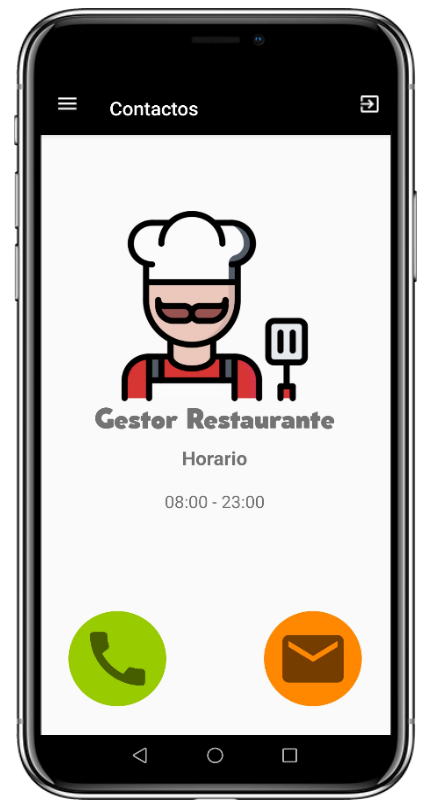 Contactos
Gestor Restaurante
Horario
08:00 - 23:00